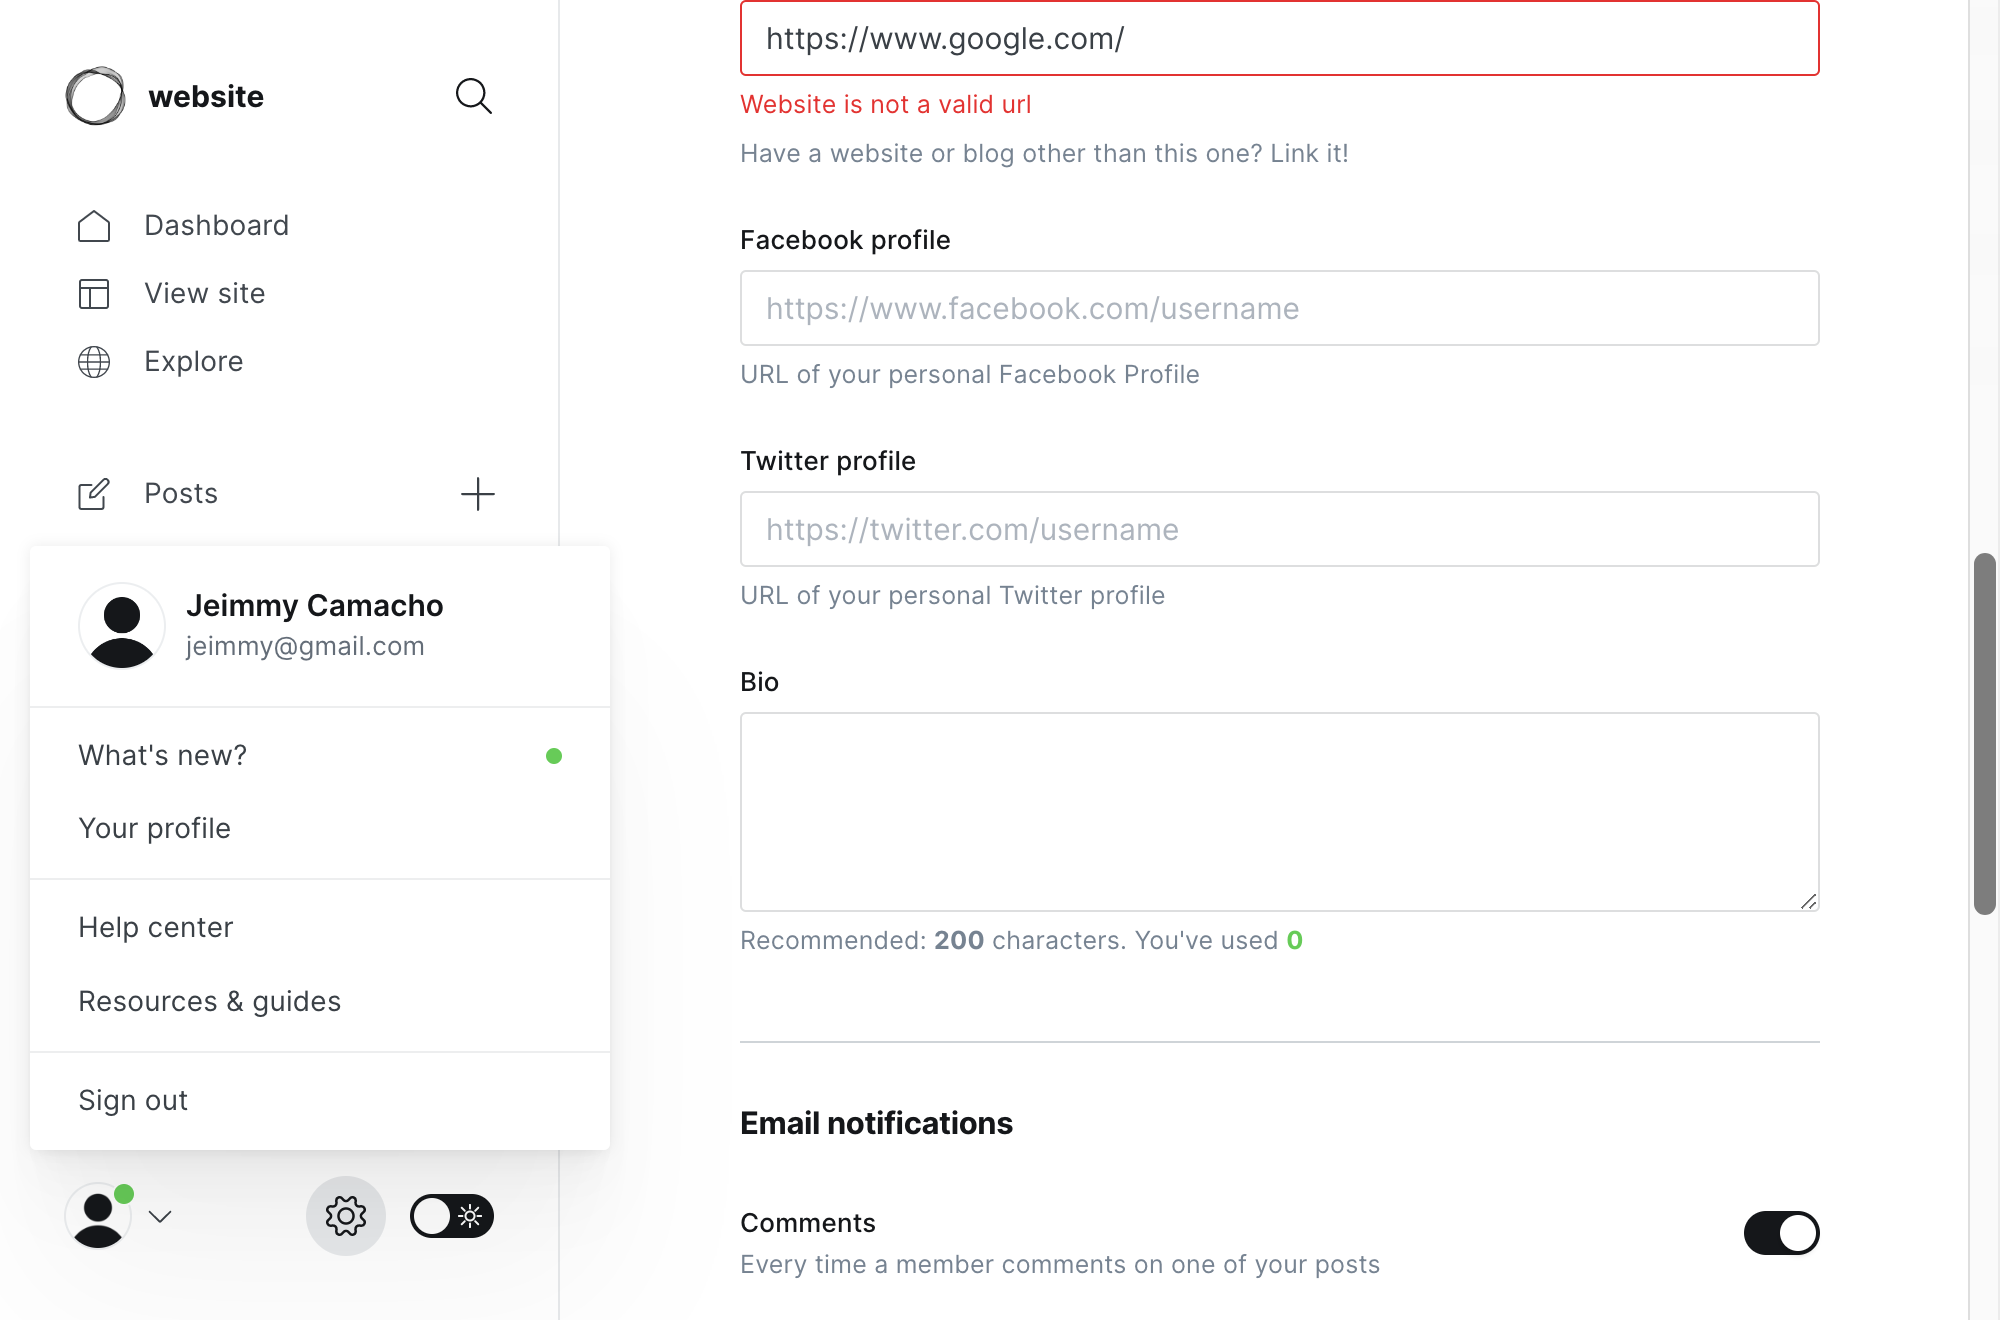 website
Dashboard
View site
Explore
Posts
Jeimmy Camacho
jeimmy@gmail.com
What's new?
Your profile
Help center
Resources & guides
Sign out
https://www.google.com/
Website is not a valid url
Have a website or blog other than this one? Link it!
Facebook profile
https://www.facebook.com/username
URL of your personal Facebook Profile
Twitter profile
https://twitter.com/username
URL of your personal Twitter profile
Bio
Recommended: 200 characters. You've used 0
Email notifications
Comments
Every time a member comments on one of your posts